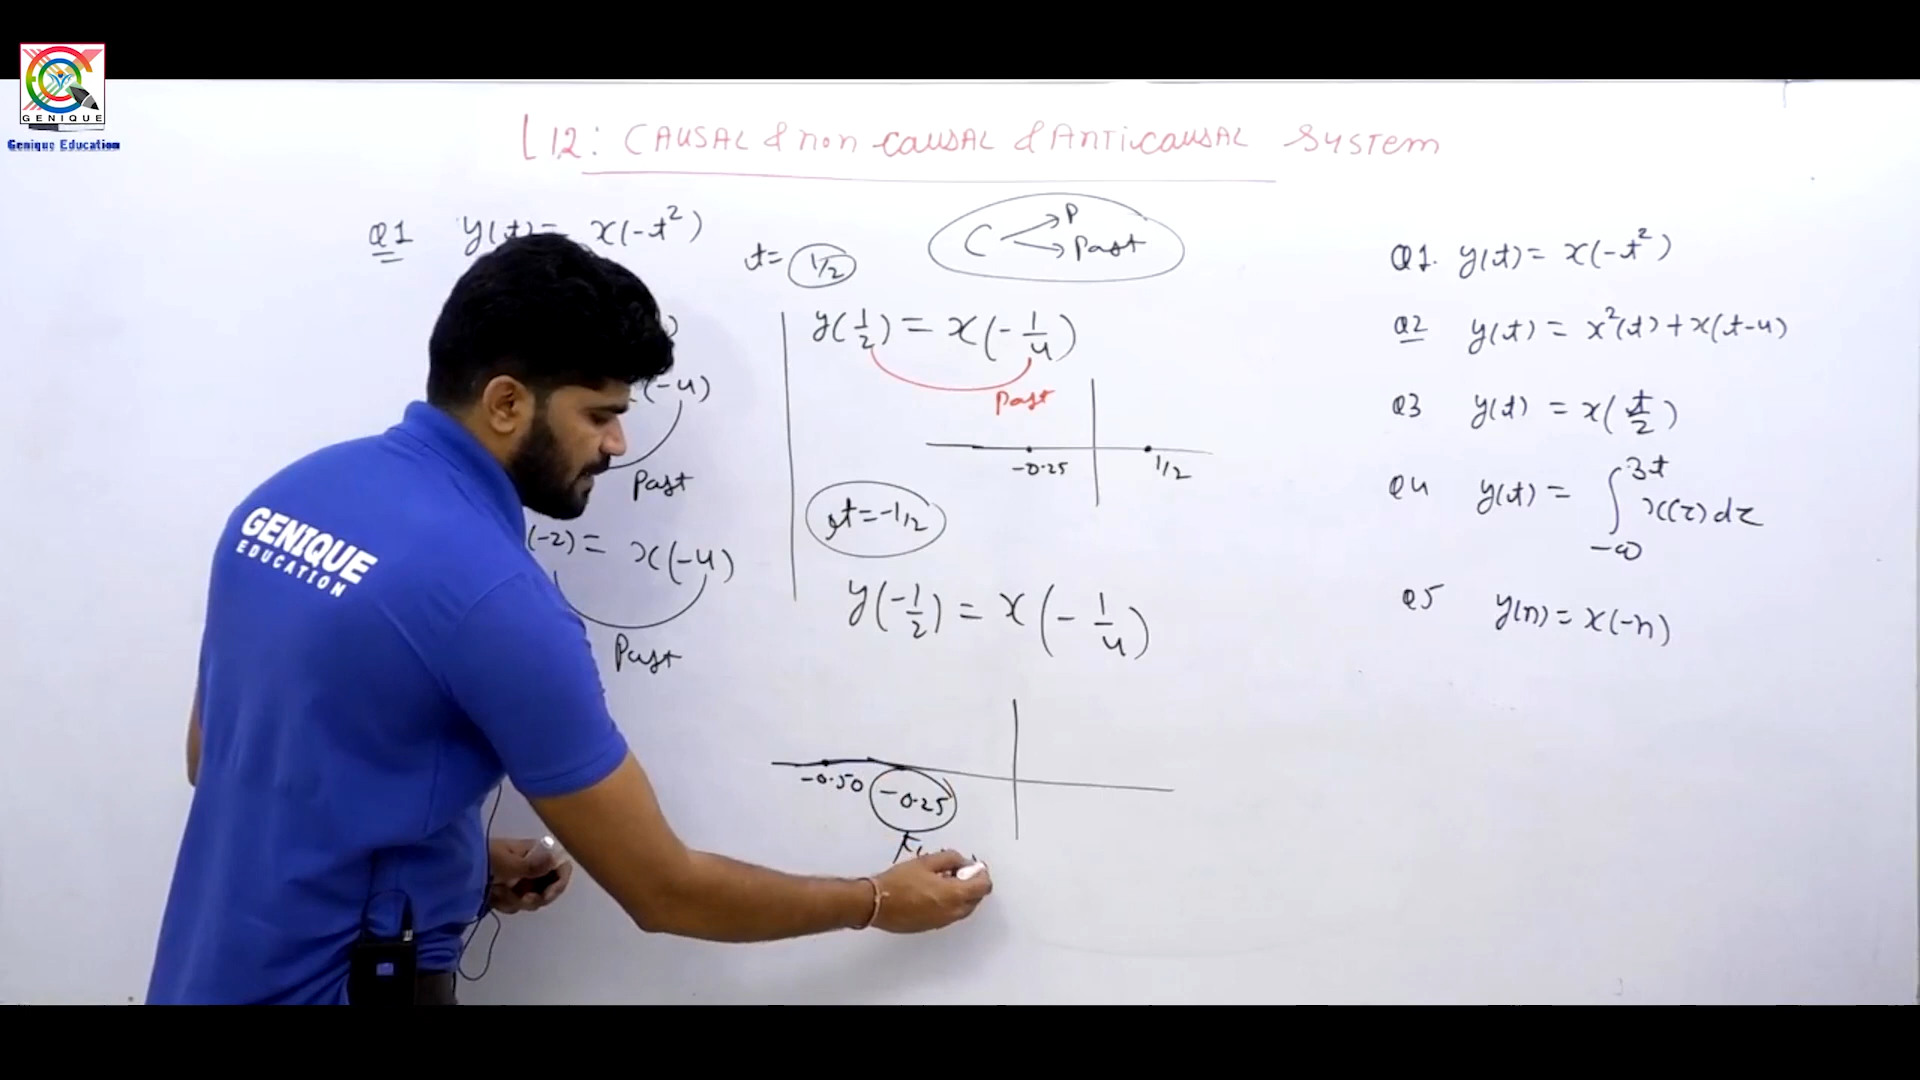 GENIQUE
Genique Education
L12: CAUSAL & non causal & ANTicausal System
Q1 y(t)= x(-t²)
t= 1/2
C P
Past
y(1/2) = x(-1/4)
Past
-0.25 1/2
(-4)
Past
(-2) = x(-4)
Past
t=-1/2
y(-1/2) = x(-1/4)
-0.50 -0.25
Q1. y(t)= x(-t²)
Q2 y(t) = x²(t)+x(t-4)
Q3 y(t) = x(t/2)
Q4 y(t) = ∫ 3t -∞ x(τ)dτ
Q5 y(n)= x(-n)
GENIQUE
EDUCATION